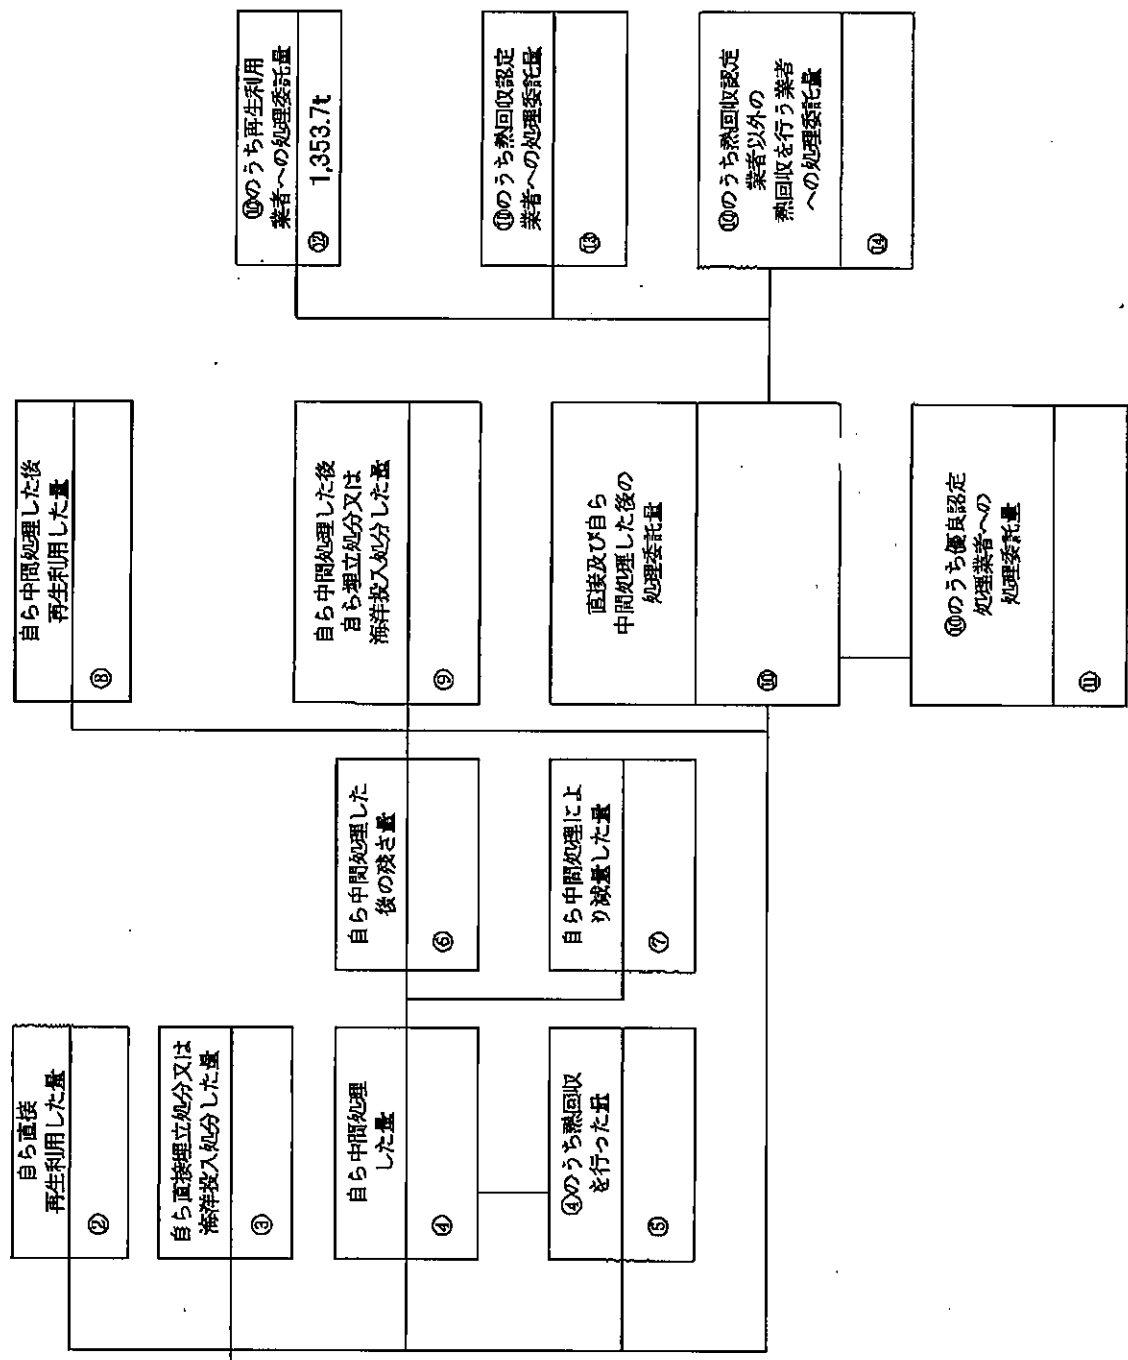 自ら直接
再生利用した量
②
自ら直接埋立処分又は
海洋投入処分した量
③
自ら中間処理
した量
④
④のうち熱回収
を行った量
⑤
自ら中間処理した
後の残さ量
⑥
自ら中間処理によ
り減量した量
⑦
自ら中間処理した後
再生利用した量
⑧
自ら中間処理した後
自ら埋立処分又は
海洋投入処分した量
⑨
直接及び自ら
中間処理した後の
処理委託量
⑩
⑩のうち優良認定
処理業者への
処理委託量
⑪
⑩のうち再生利用
業者への処理委託量
⑫ 1,353.7t
⑩のうち熱回収認定
業者への処理委託量
⑬
⑩のうち熱回収認定
業者以外の
熱回収を行う業者
への処理委託量
⑭